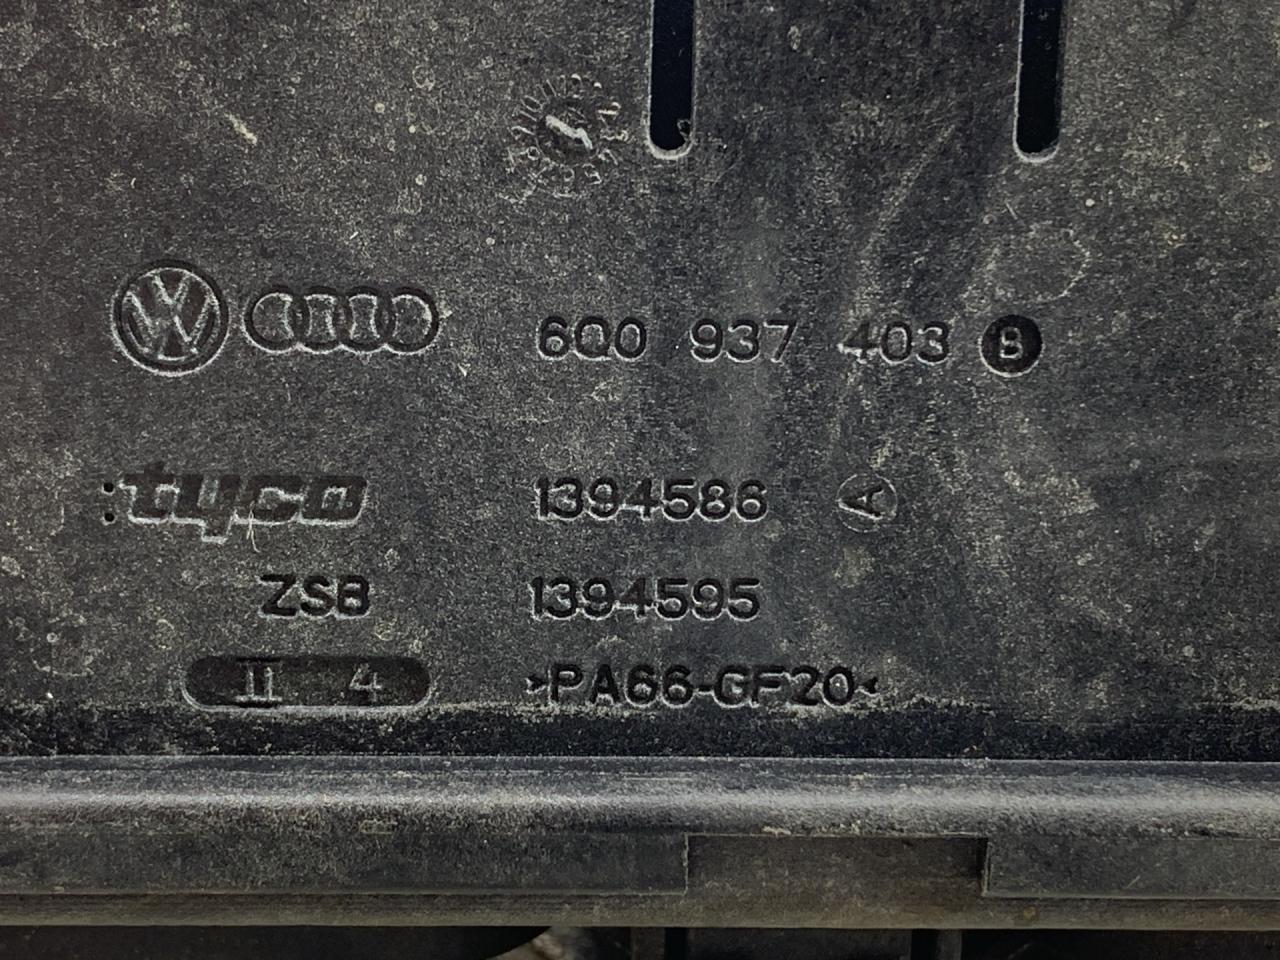 6Q0 937 403 B
:tyco 1394586 A
ZSB 1394595
II 4 >PA66-GF20<